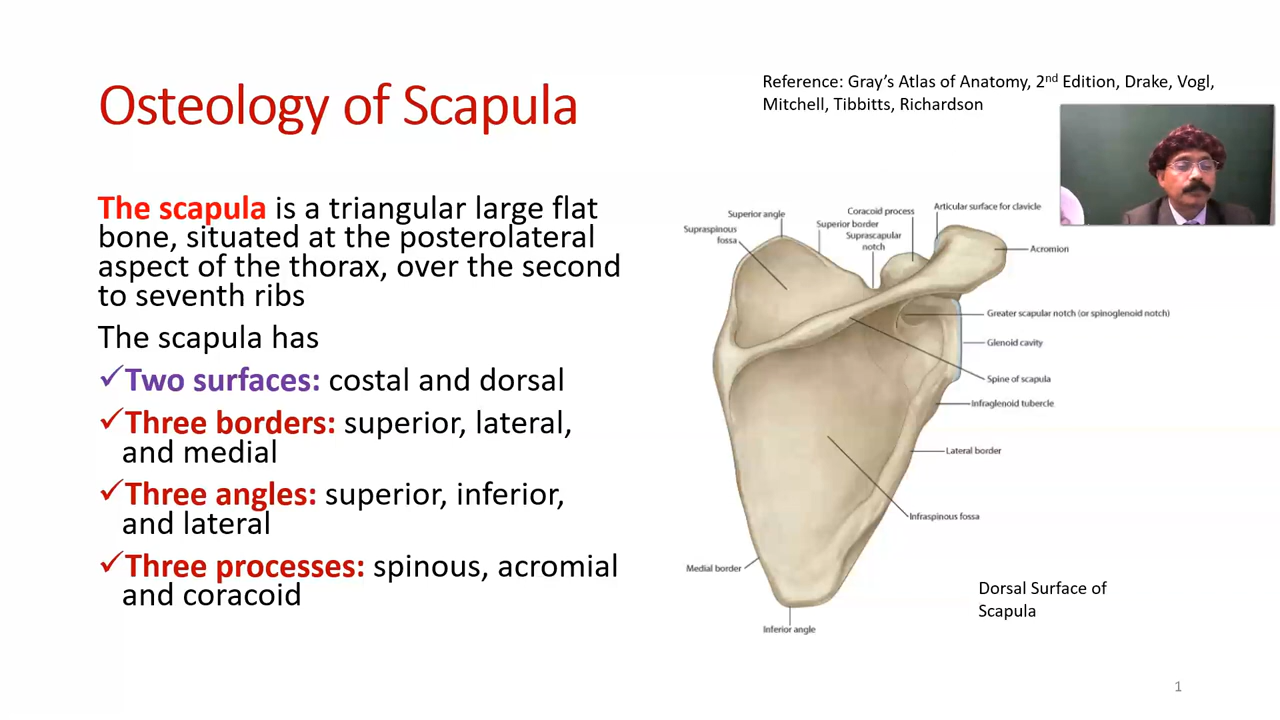 Osteology of Scapula
Reference: Gray’s Atlas of Anatomy, 2nd Edition, Drake, Vogl,
Mitchell, Tibbitts, Richardson
The scapula is a triangular large flat
bone, situated at the posterolateral
aspect of the thorax, over the second
to seventh ribs
The scapula has
✓Two surfaces: costal and dorsal
✓Three borders: superior, lateral,
and medial
✓Three angles: superior, inferior,
and lateral
✓Three processes: spinous, acromial
and coracoid
Superior angle
Supraspinous
fossa
Superior border
Suprascapular
notch
Coracoid process
Articular surface for clavicle
Acromion
Greater scapular notch (or spinoglenoid notch)
Glenoid cavity
Spine of scapula
Infraglenoid tubercle
Lateral border
Infraspinous fossa
Medial border
Inferior angle
Dorsal Surface of
Scapula
1